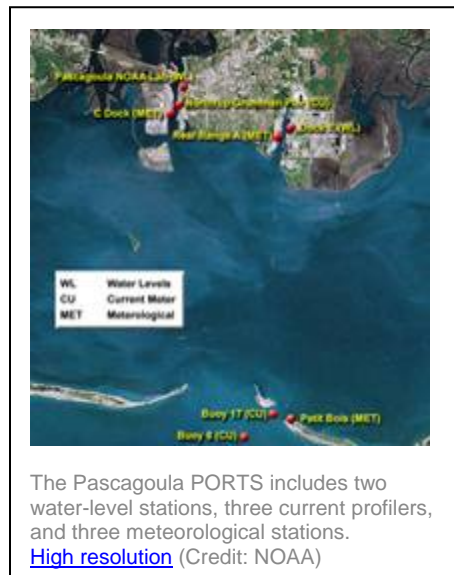 Pascagoula NOAA Lab (WL)
Northrop Grumman Pier (CU)
C Dock (MET)
Dock E (WL)
Rear Range A (MET)
WL Water Levels
CU Current Meter
MET Meterological
Buoy 17 (CU)
Petit Bois (MET)
Buoy 6 (CU)
The Pascagoula PORTS includes two
water-level stations, three current profilers,
and three meteorological stations.
High resolution (Credit: NOAA)